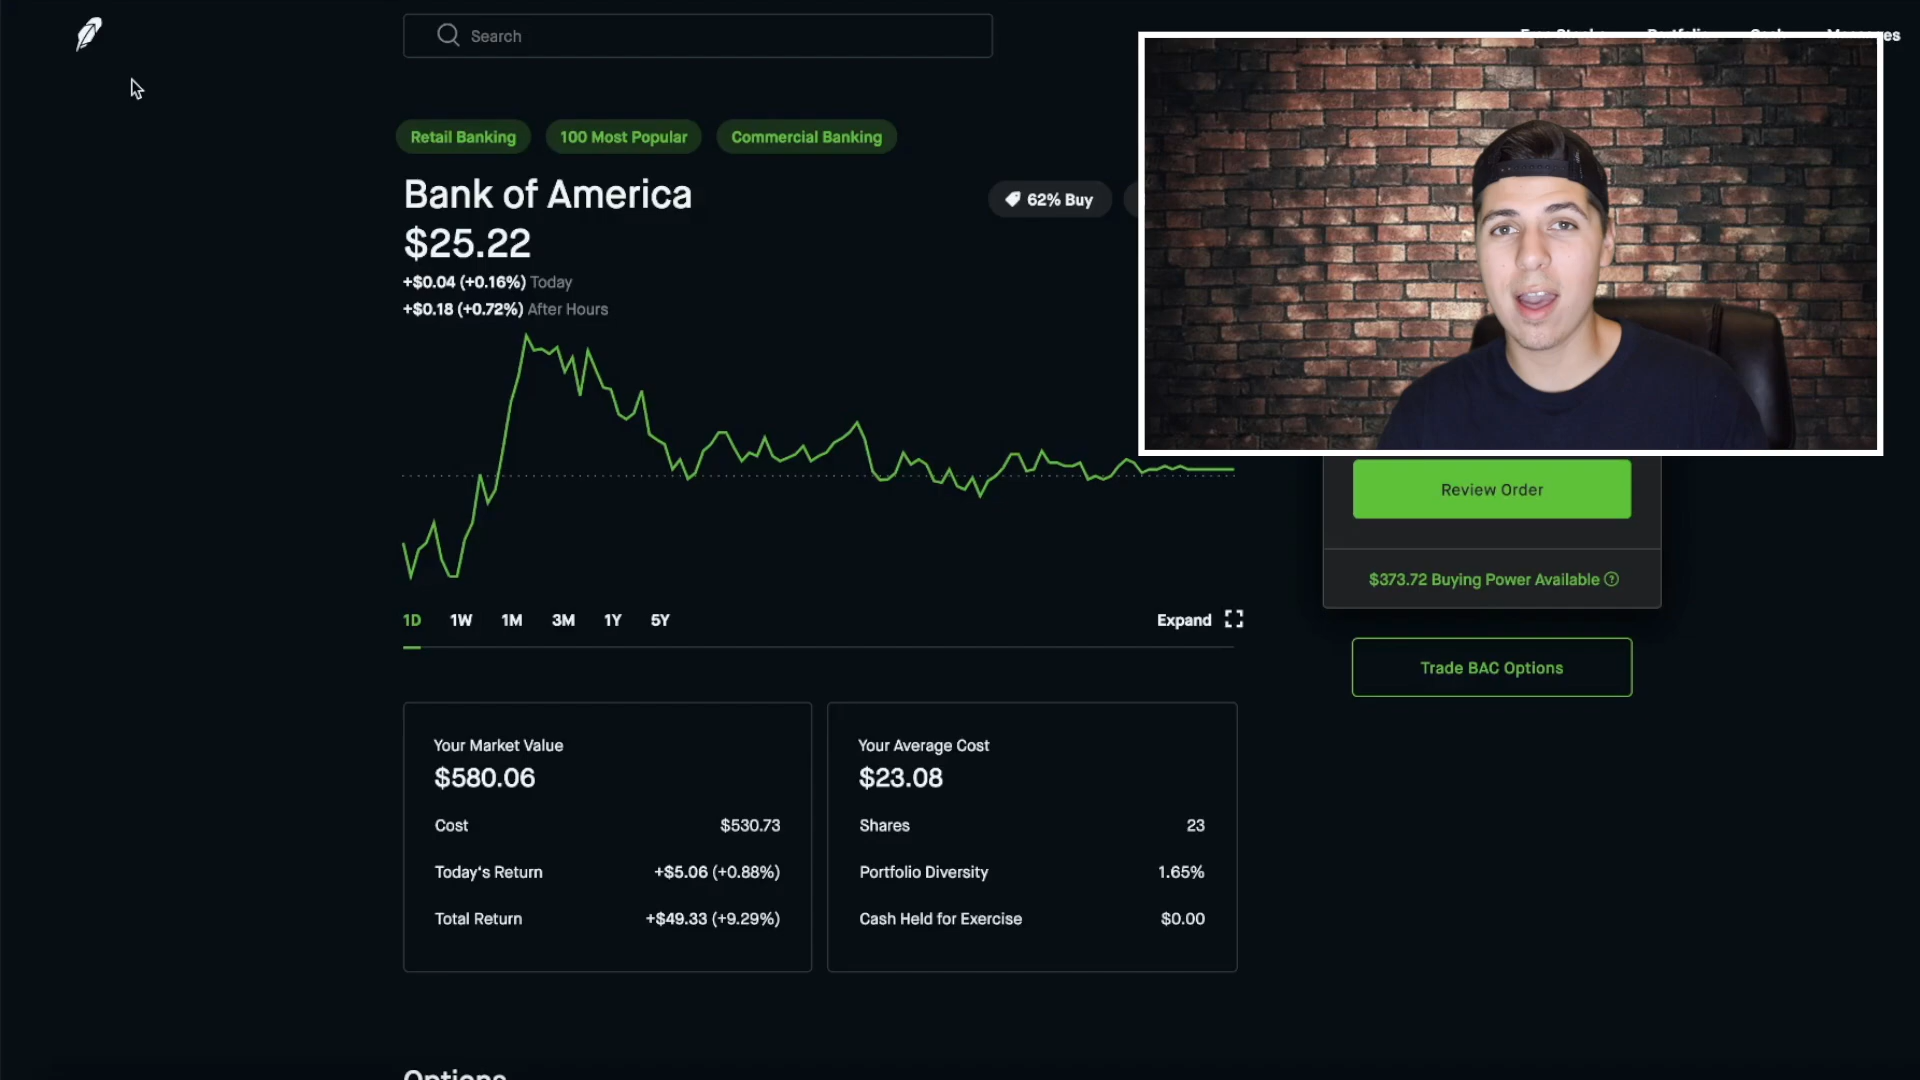 Search
Messages
Retail Banking
100 Most Popular
Commercial Banking
Bank of America
62% Buy
$25.22
+$0.04 (+0.16%) Today
+$0.18 (+0.72%) After Hours
Review Order
$373.72 Buying Power Available ?
1D 1W 1M 3M 1Y 5Y
Expand
Trade BAC Options
Your Market Value
$580.06
Cost $530.73
Today's Return +$5.06 (+0.88%)
Total Return +$49.33 (+9.29%)
Your Average Cost
$23.08
Shares 23
Portfolio Diversity 1.65%
Cash Held for Exercise $0.00
Options